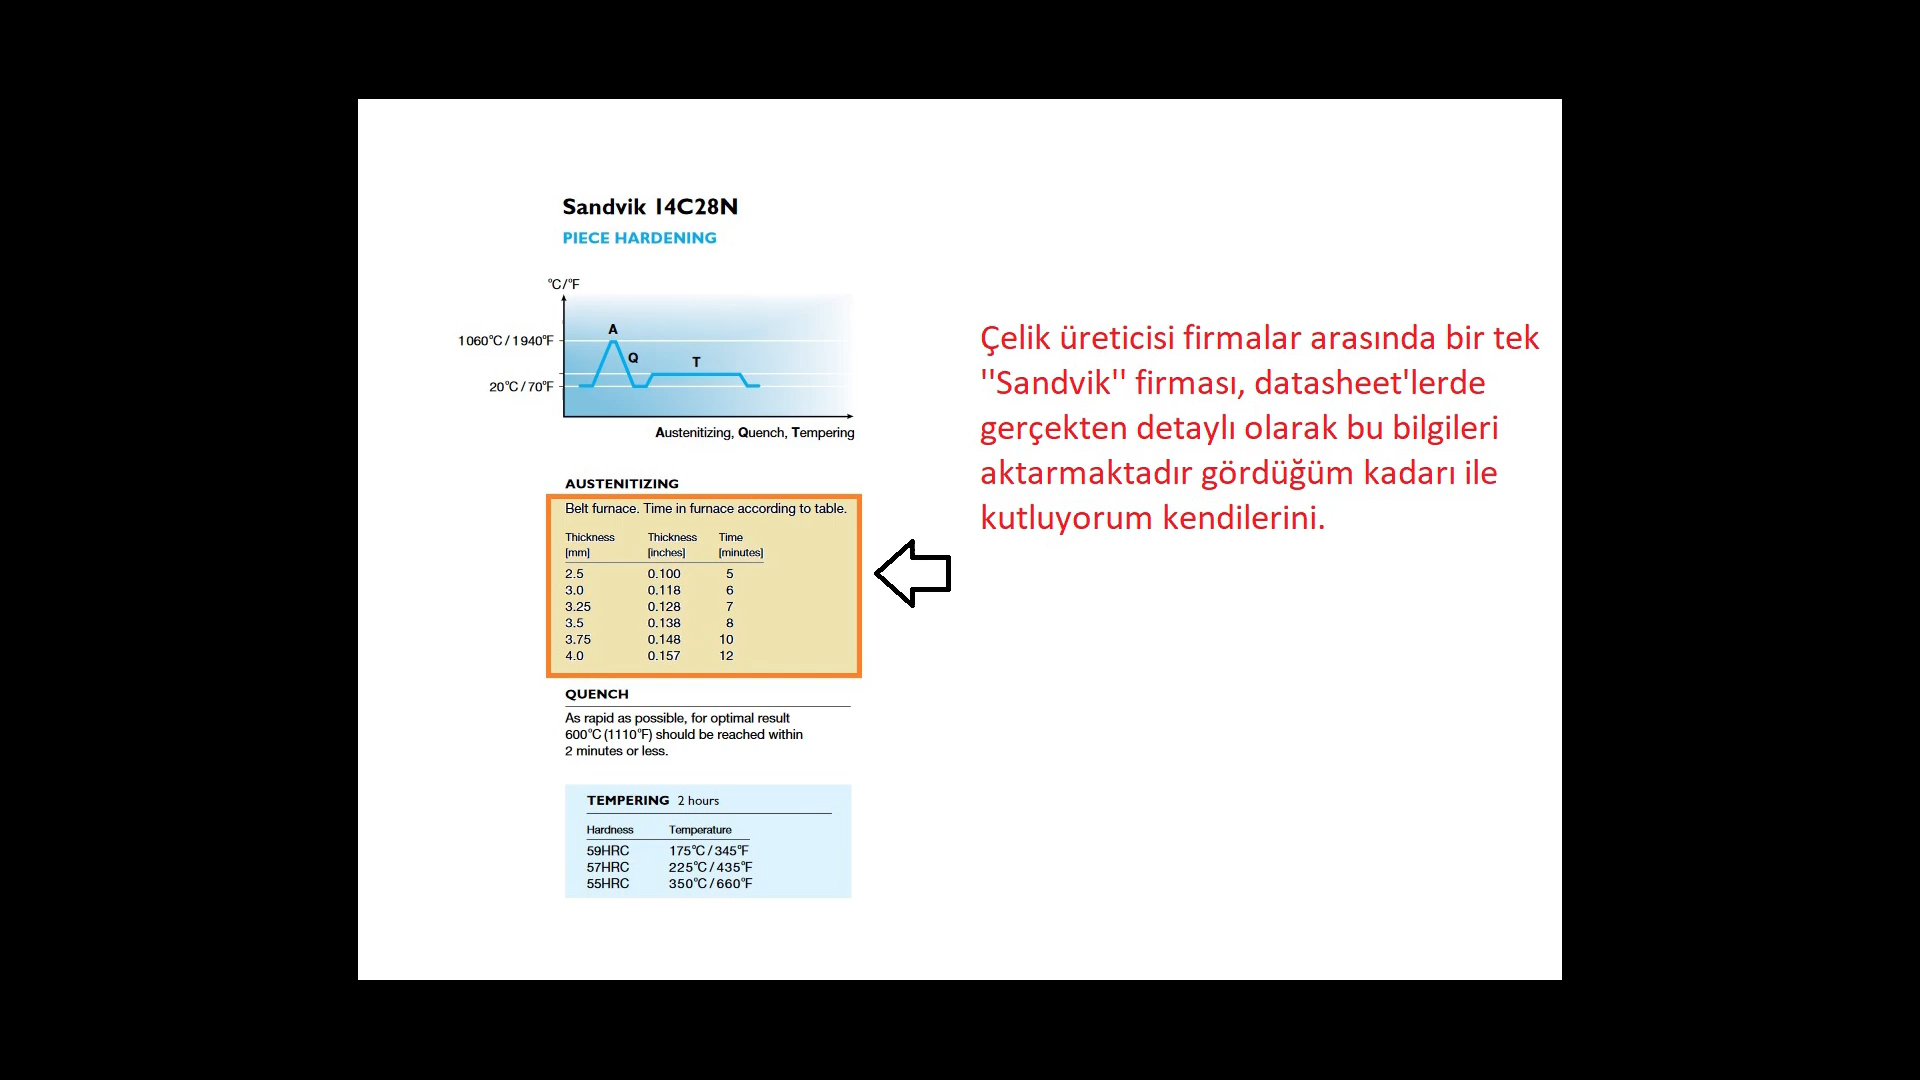 Sandvik 14C28N
PIECE HARDENING
°C/°F
1060°C / 1940°F
20°C / 70°F
A
Q
T
Austenitizing, Quench, Tempering
AUSTENITIZING
Belt furnace. Time in furnace according to table.
Thickness Thickness Time
[mm] [inches] [minutes]
2.5 0.100 5
3.0 0.118 6
3.25 0.128 7
3.5 0.138 8
3.75 0.148 10
4.0 0.157 12
QUENCH
As rapid as possible, for optimal result
600°C (1110°F) should be reached within
2 minutes or less.
TEMPERING 2 hours
Hardness Temperature
59HRC 175°C / 345°F
57HRC 225°C / 435°F
55HRC 350°C / 660°F
Çelik üreticisi firmalar arasında bir tek
''Sandvik'' firması, datasheet'lerde
gerçekten detaylı olarak bu bilgileri
aktarmaktadır gördüğüm kadarı ile
kutluyorum kendilerini.